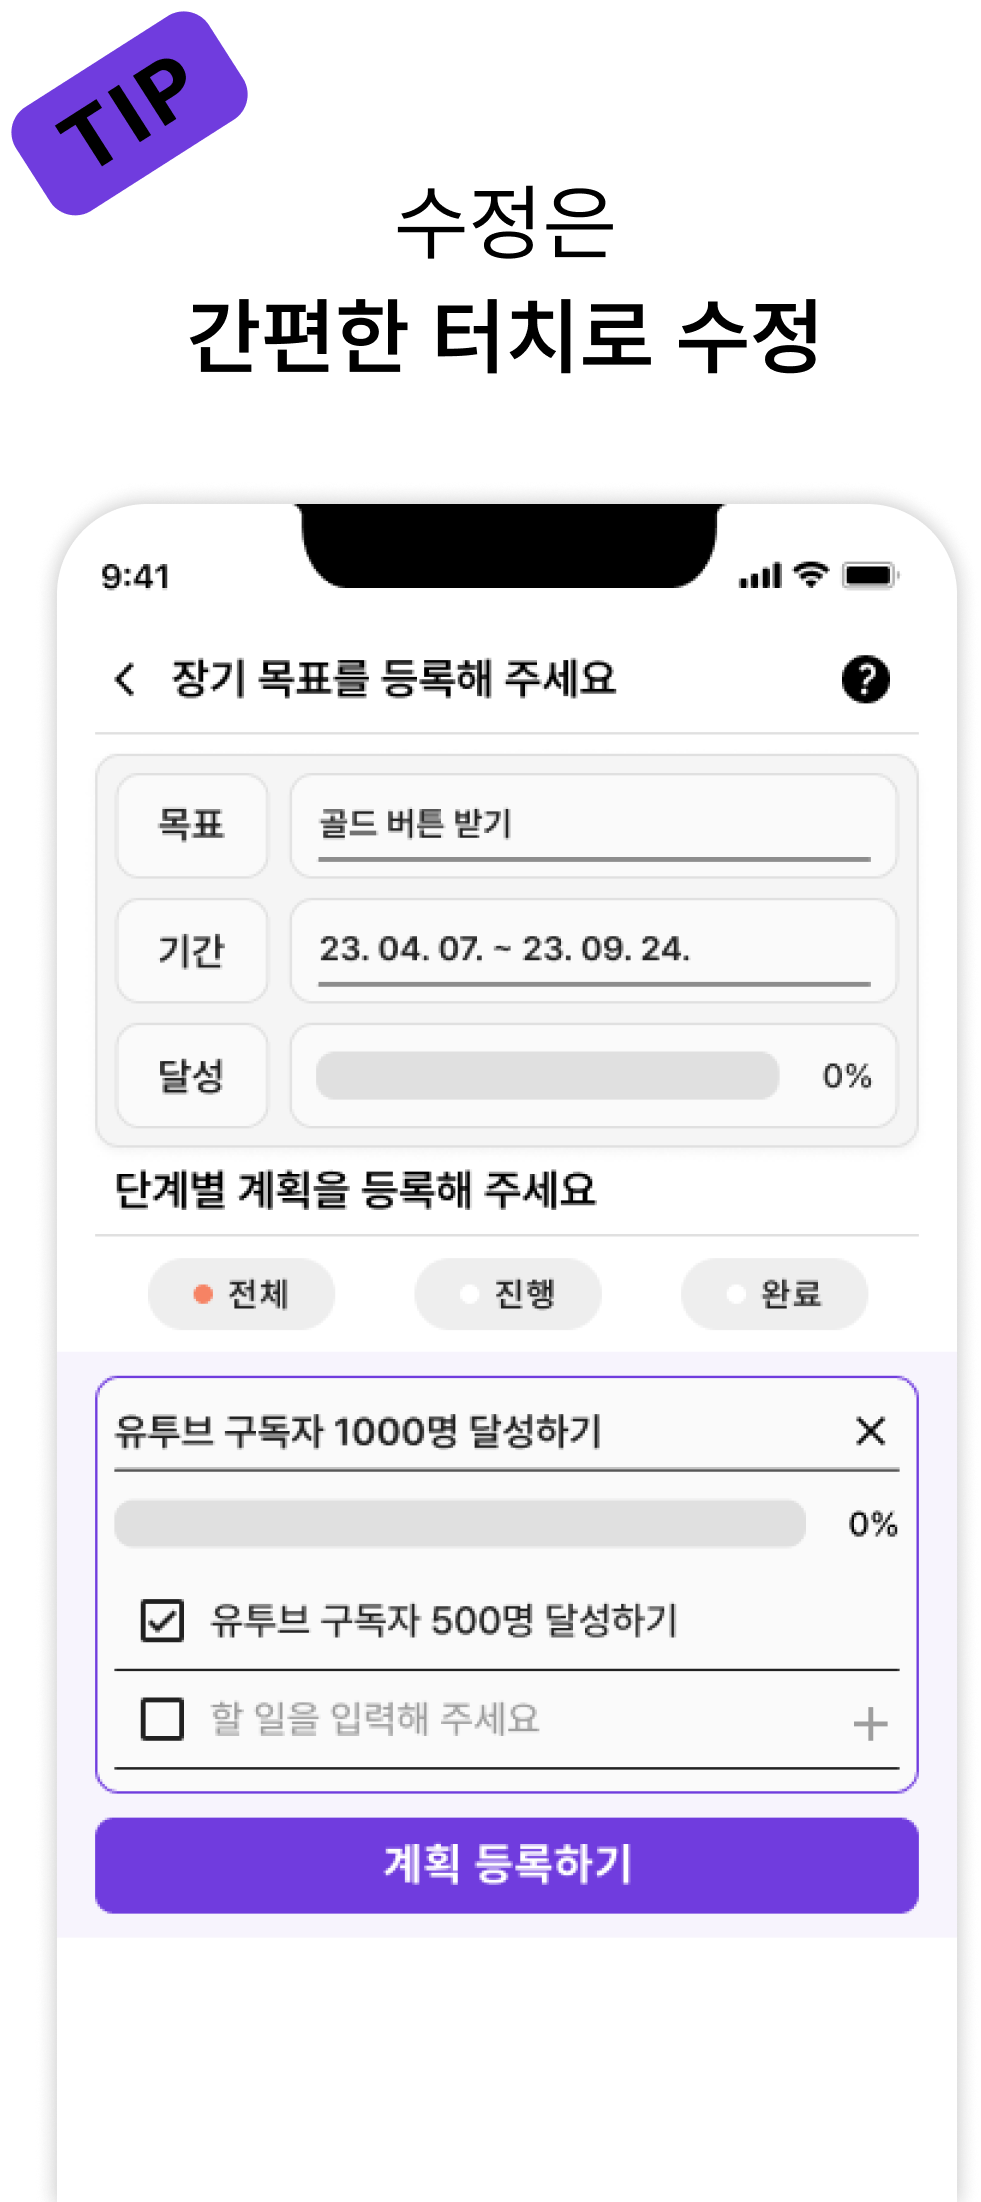 TIP
수정은
간편한 터치로 수정
9:41
장기 목표를 등록해 주세요
?
목표
골드 버튼 받기
기간
23. 04. 07. ~ 23. 09. 24.
달성
0%
단계별 계획을 등록해 주세요
전체
진행
완료
유투브 구독자 1000명 달성하기
0%
유투브 구독자 500명 달성하기
할 일을 입력해 주세요
계획 등록하기